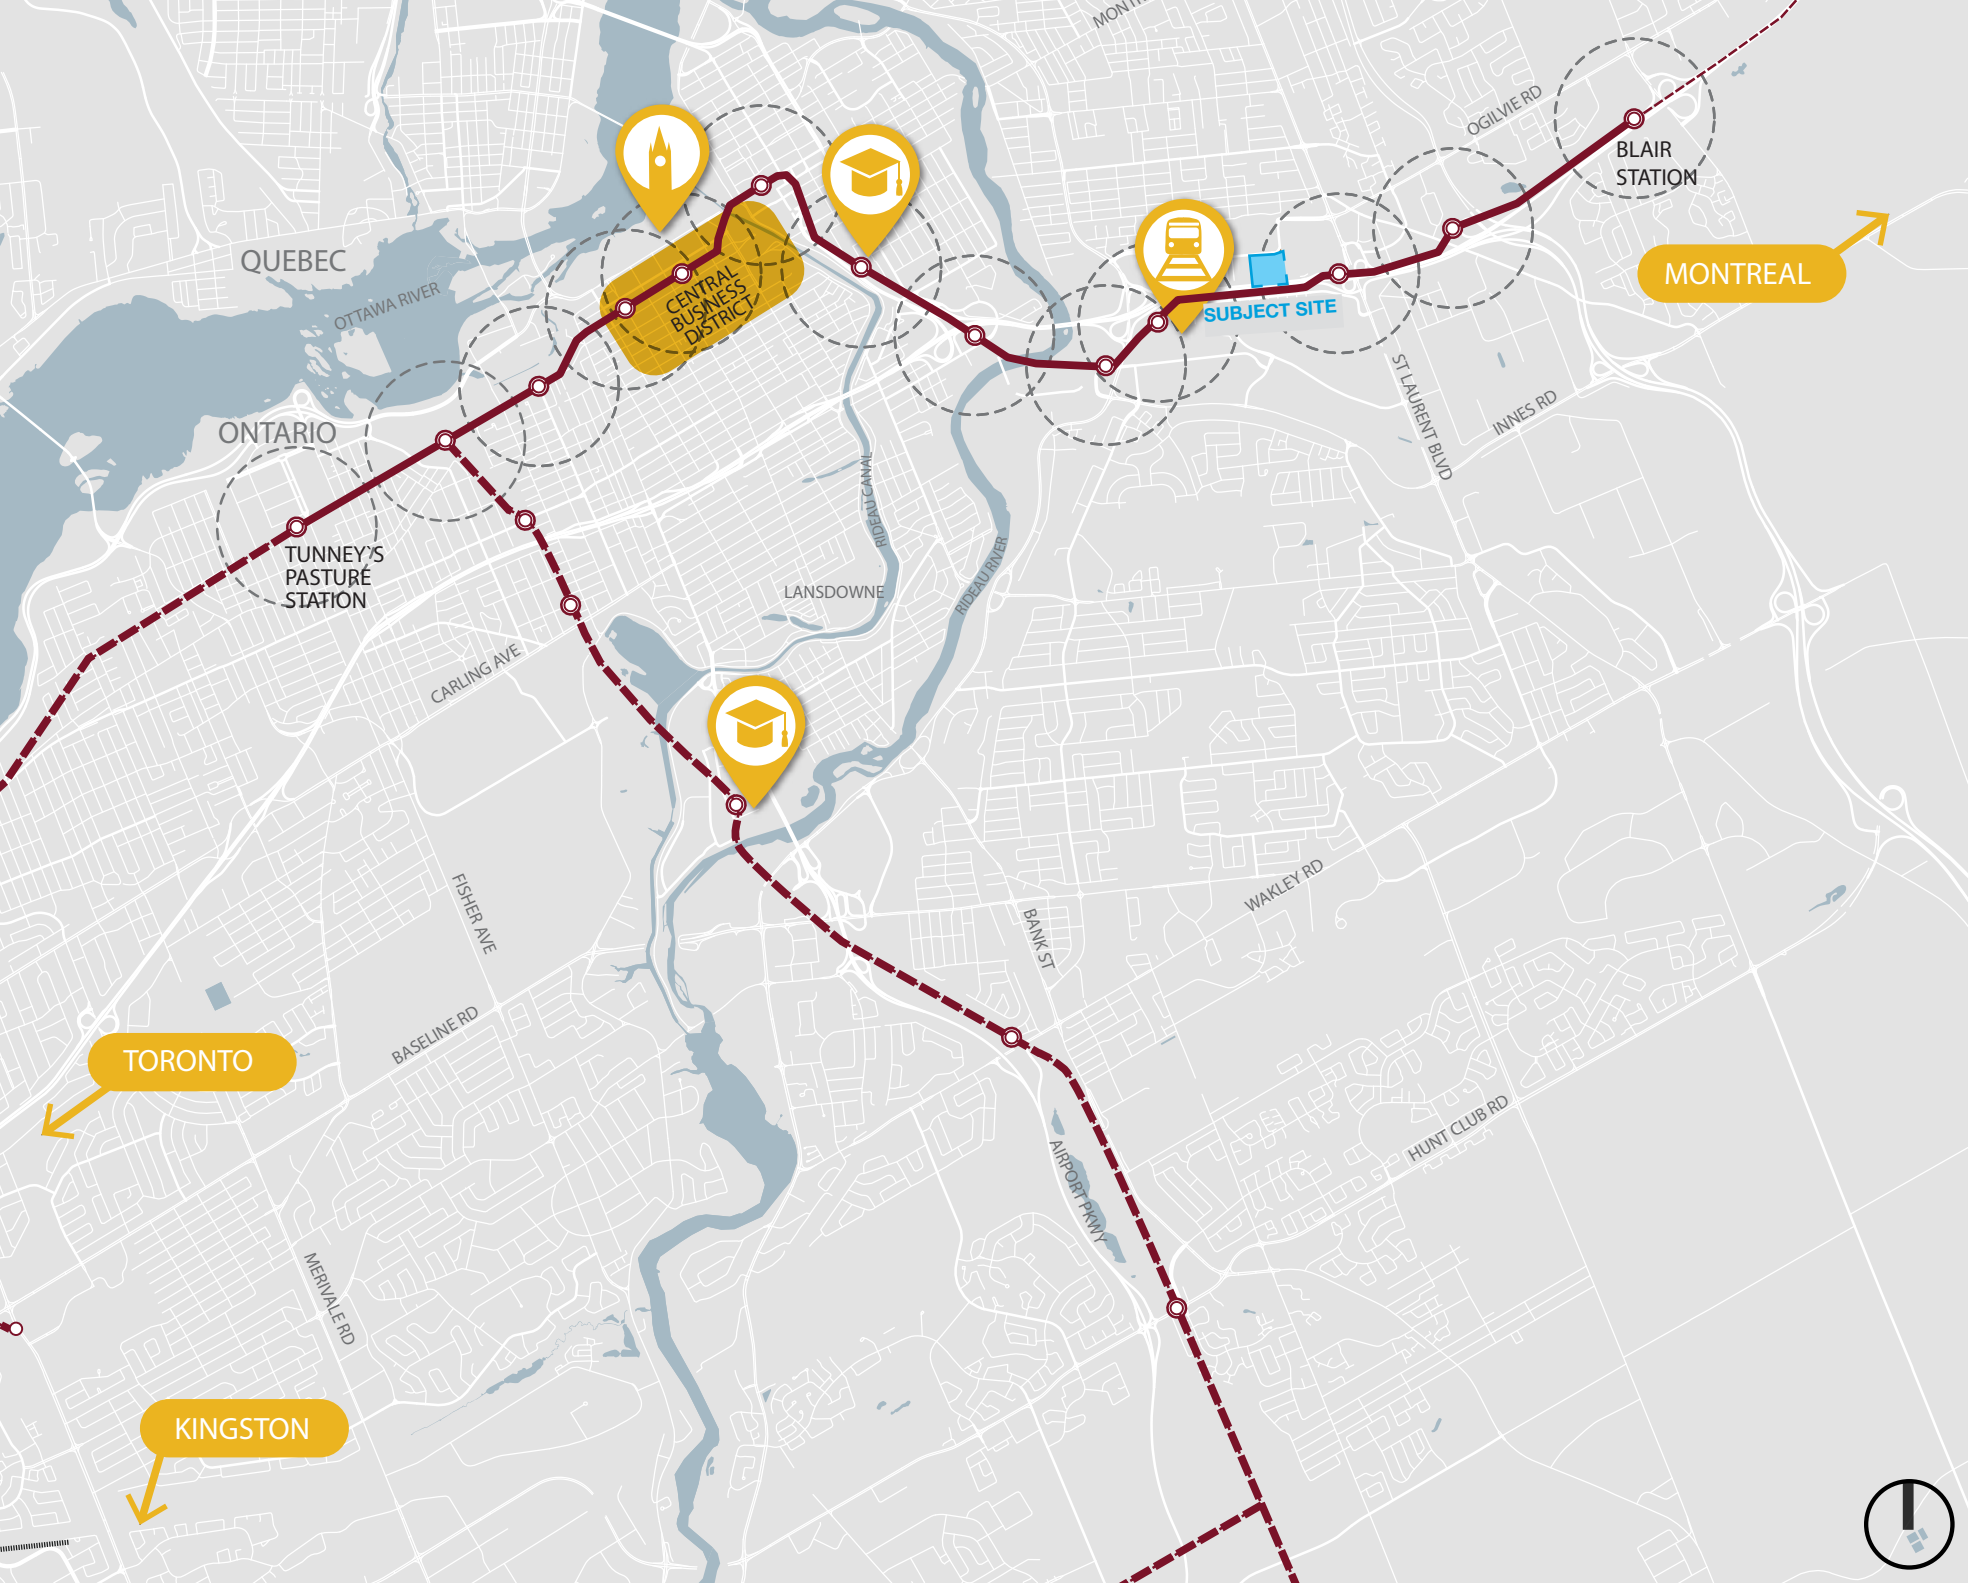 OGILVIE RD
BLAIR
STATION
QUEBEC
MONTREAL
OTTAWA RIVER
CENTRAL
BUSINESS
DISTRICT
SUBJECT SITE
ONTARIO
ST LAURENT BLVD
INNES RD
RIDEAU CANAL
TUNNEY'S
PASTURE
STATION
LANSDOWNE
RIDEAU RIVER
CARLING AVE
FISHER AVE
WAKLEY RD
BANK ST
BASELINE RD
TORONTO
HUNT CLUB RD
AIRPORT PKWY
MERIVALE RD
KINGSTON